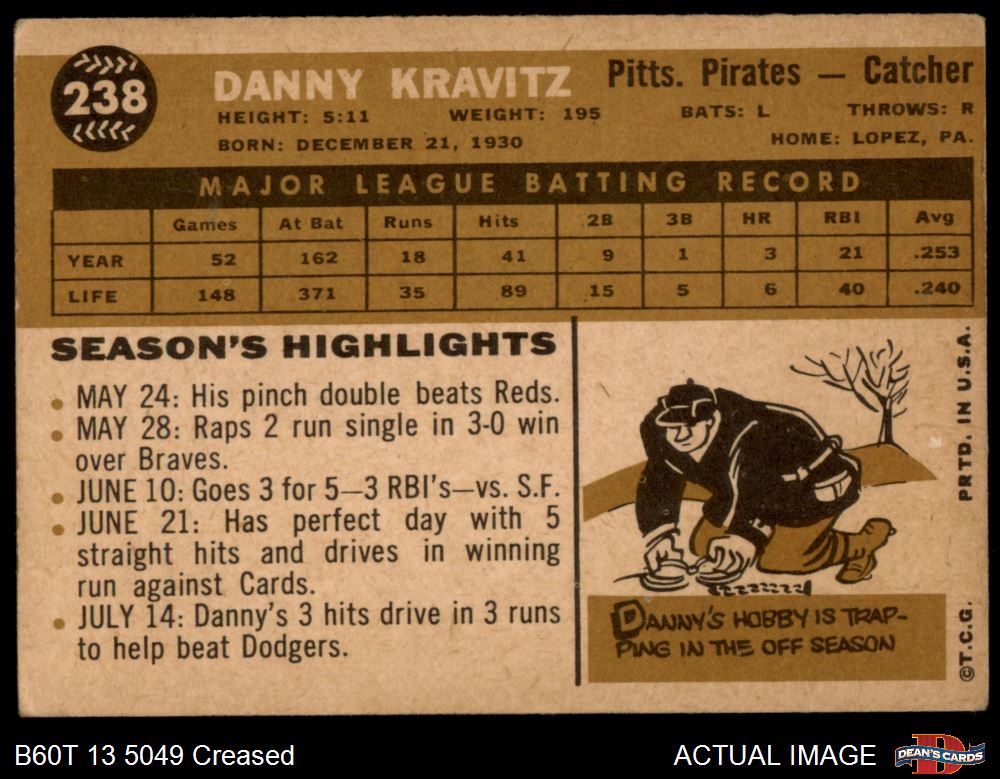 238
DANNY KRAVITZ Pitts. Pirates — Catcher
HEIGHT: 5:11 WEIGHT: 195 BATS: L THROWS: R
BORN: DECEMBER 21, 1930 HOME: LOPEZ, PA.
MAJOR LEAGUE BATTING RECORD
Games At Bat Runs Hits 2B 3B HR RBI Avg
YEAR 52 162 18 41 9 1 3 21 .253
LIFE 148 371 35 89 15 5 6 40 .240
SEASON'S HIGHLIGHTS
• MAY 24: His pinch double beats Reds.
• MAY 28: Raps 2 run single in 3-0 win
over Braves.
• JUNE 10: Goes 3 for 5—3 RBI's—vs. S.F.
• JUNE 21: Has perfect day with 5
straight hits and drives in winning
run against Cards.
• JULY 14: Danny's 3 hits drive in 3 runs
to help beat Dodgers.
DANNY'S HOBBY IS TRAP-
PING IN THE OFF SEASON
©T.C.G. PRTD. IN U.S.A.
B60T 13 5049 Creased ACTUAL IMAGE DEAN'S CARDS